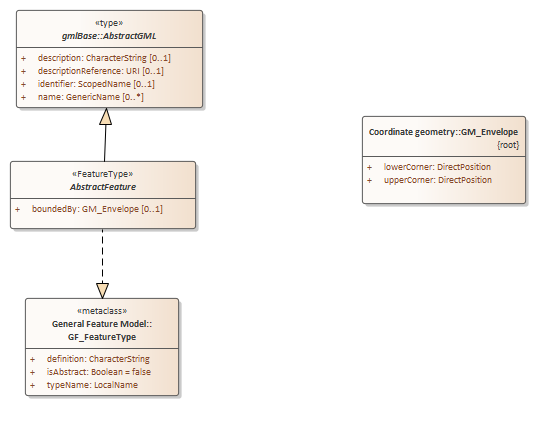 «type»
gmlBase::AbstractGML
+ description: CharacterString [0..1]
+ descriptionReference: URI [0..1]
+ identifier: ScopedName [0..1]
+ name: GenericName [0..*]
«FeatureType»
AbstractFeature
+ boundedBy: GM_Envelope [0..1]
«metaclass»
General Feature Model::
GF_FeatureType
+ definition: CharacterString
+ isAbstract: Boolean = false
+ typeName: LocalName
Coordinate geometry::GM_Envelope
{root}
+ lowerCorner: DirectPosition
+ upperCorner: DirectPosition